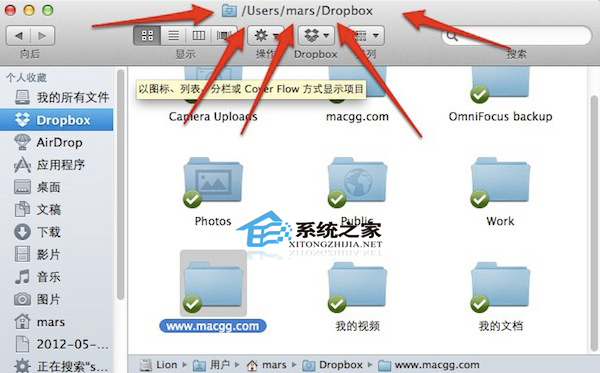 /Users/mars/Dropbox
向后 显示 操作 Dropbox 搜索
个人收藏
以图标、列表、分栏或 Cover Flow 方式显示项目
我的所有文件
Dropbox
AirDrop
应用程序
桌面
文稿
下载
影片
音乐
图片
mars
2012-05-…
正在搜索"s…
Camera Uploads macgg.com OmniFocus backup
Photos Public Work
系统之家
XITONGZHIJIA.NET
www.macgg.com 我的视频 我的文档
Lion 用户 mars Dropbox www.macgg.com